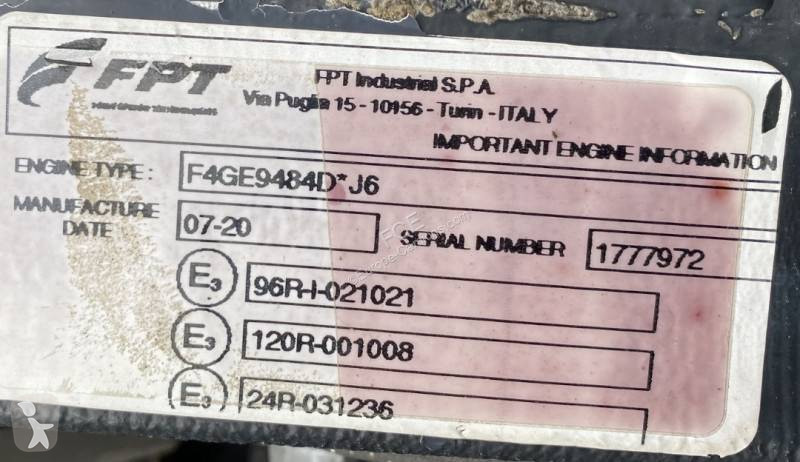 FPT
FPT Industrial S.P.A.
Via Puglia 15 - 10156 - Turin - ITALY
IMPORTANT ENGINE INFORMATION
ENGINE TYPE : F4GE9484D*J6
MANUFACTURE DATE 07-20 SERIAL NUMBER 1777972
E3 96R-I-021021
E3 120R-001008
E3 24R-031236